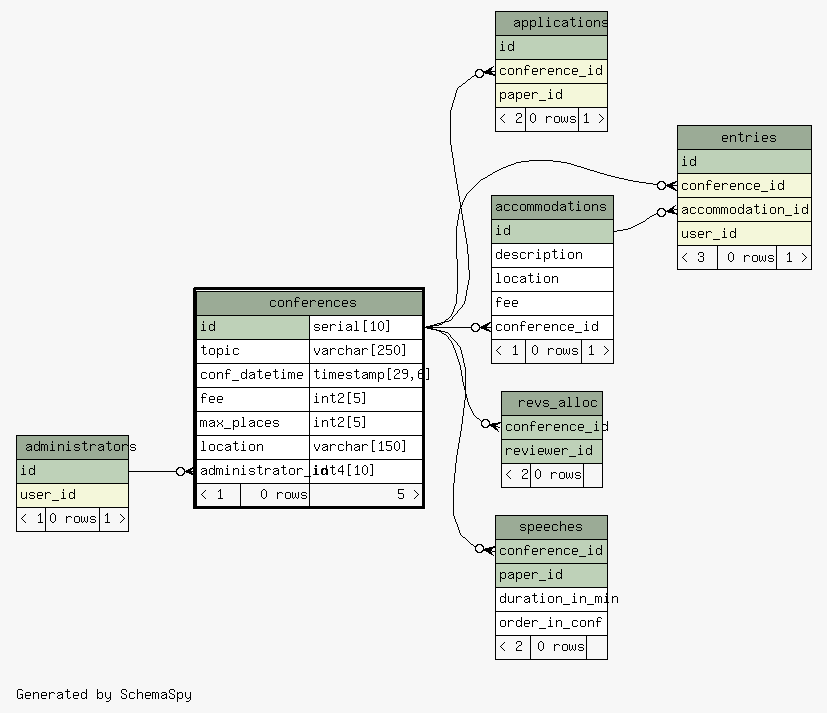 applications
id
conference_id
paper_id
< 2 0 rows 1 >
entries
id
conference_id
accommodation_id
user_id
< 3 0 rows 1 >
accommodations
id
description
location
fee
conference_id
< 1 0 rows 1 >
conferences
id serial[10]
topic varchar[250]
conf_datetime timestamp[29,6]
fee int2[5]
max_places int2[5]
location varchar[150]
administrator_id int4[10]
< 1 0 rows 5 >
administrators
id
user_id
< 1 0 rows 1 >
revs_alloc
conference_id
reviewer_id
< 2 0 rows
speeches
conference_id
paper_id
duration_in_min
order_in_conf
< 2 0 rows
Generated by SchemaSpy